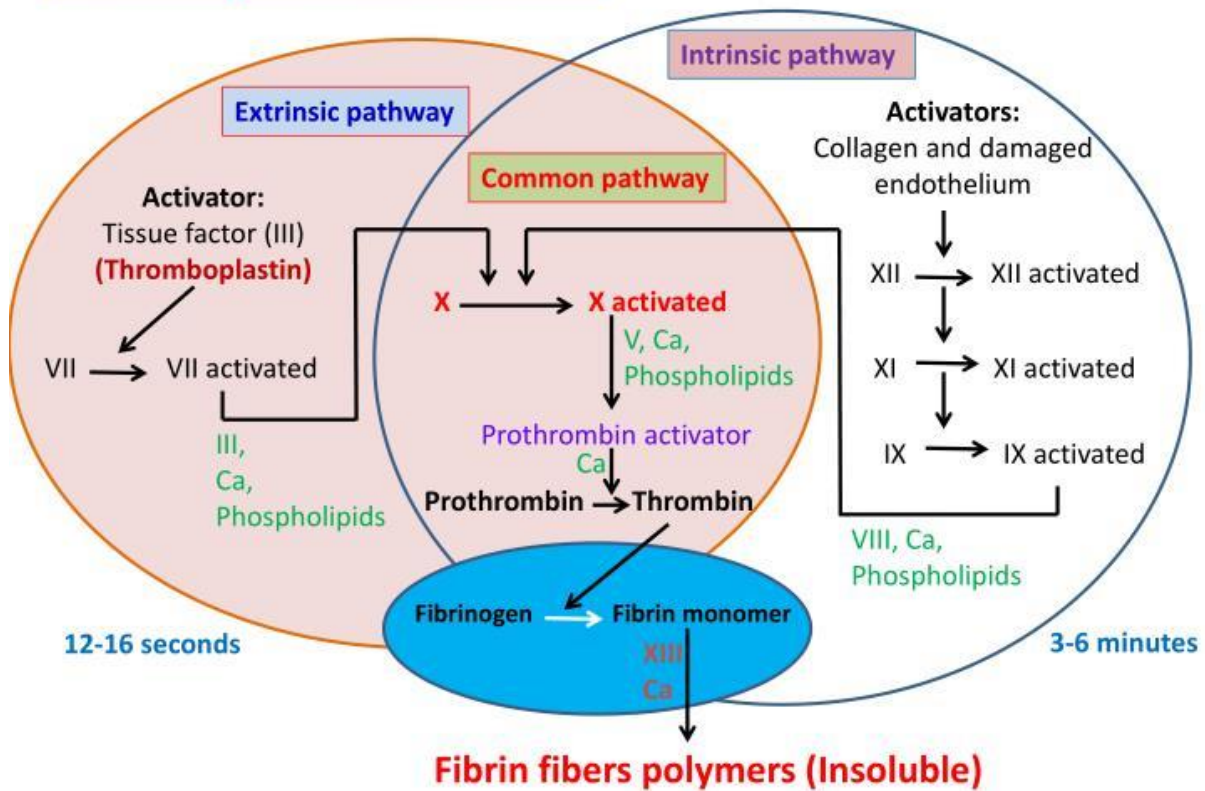 Intrinsic pathway
Extrinsic pathway
Activators:
Collagen and damaged
endothelium
Common pathway
Activator:
Tissue factor (III)
(Thromboplastin)
XII
XII activated
X
X activated
V, Ca,
Phospholipids
VII
VII activated
XI
XI activated
III,
Ca,
Phospholipids
Prothrombin activator
Ca
IX
IX activated
Prothrombin
Thrombin
VIII, Ca,
Phospholipids
Fibrinogen
Fibrin monomer
12-16 seconds
XIII
Ca
3-6 minutes
Fibrin fibers polymers (Insoluble)